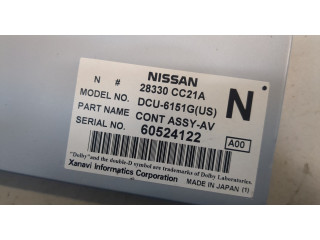 NISSAN
N # 28330 CC21A
MODEL NO. DCU-6151G(US) N
PART NAME CONT ASSY-AV
SERIAL NO. 60524122
A00
"Dolby" and the double-D symbol are trademarks of Dolby Laboratories.
Xanavi Informatics Corporation MADE IN JAPAN (1)